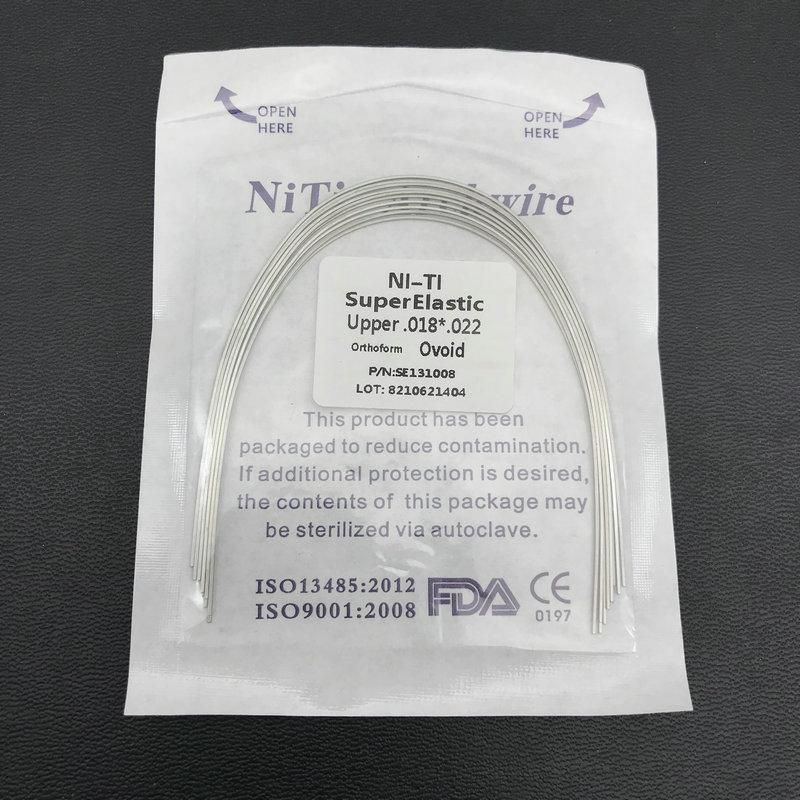 OPEN
HERE
OPEN
HERE
NiTi wire
NI-TI
SuperElastic
Upper .018*.022
Orthoform Ovoid
P/N:SE131008
LOT: 8210621404
This product has been
packaged to reduce contamination.
If additional protection is desired,
the contents of this package may
be sterilized via autoclave.
ISO13485:2012
ISO9001:2008
FDA
CE
0197